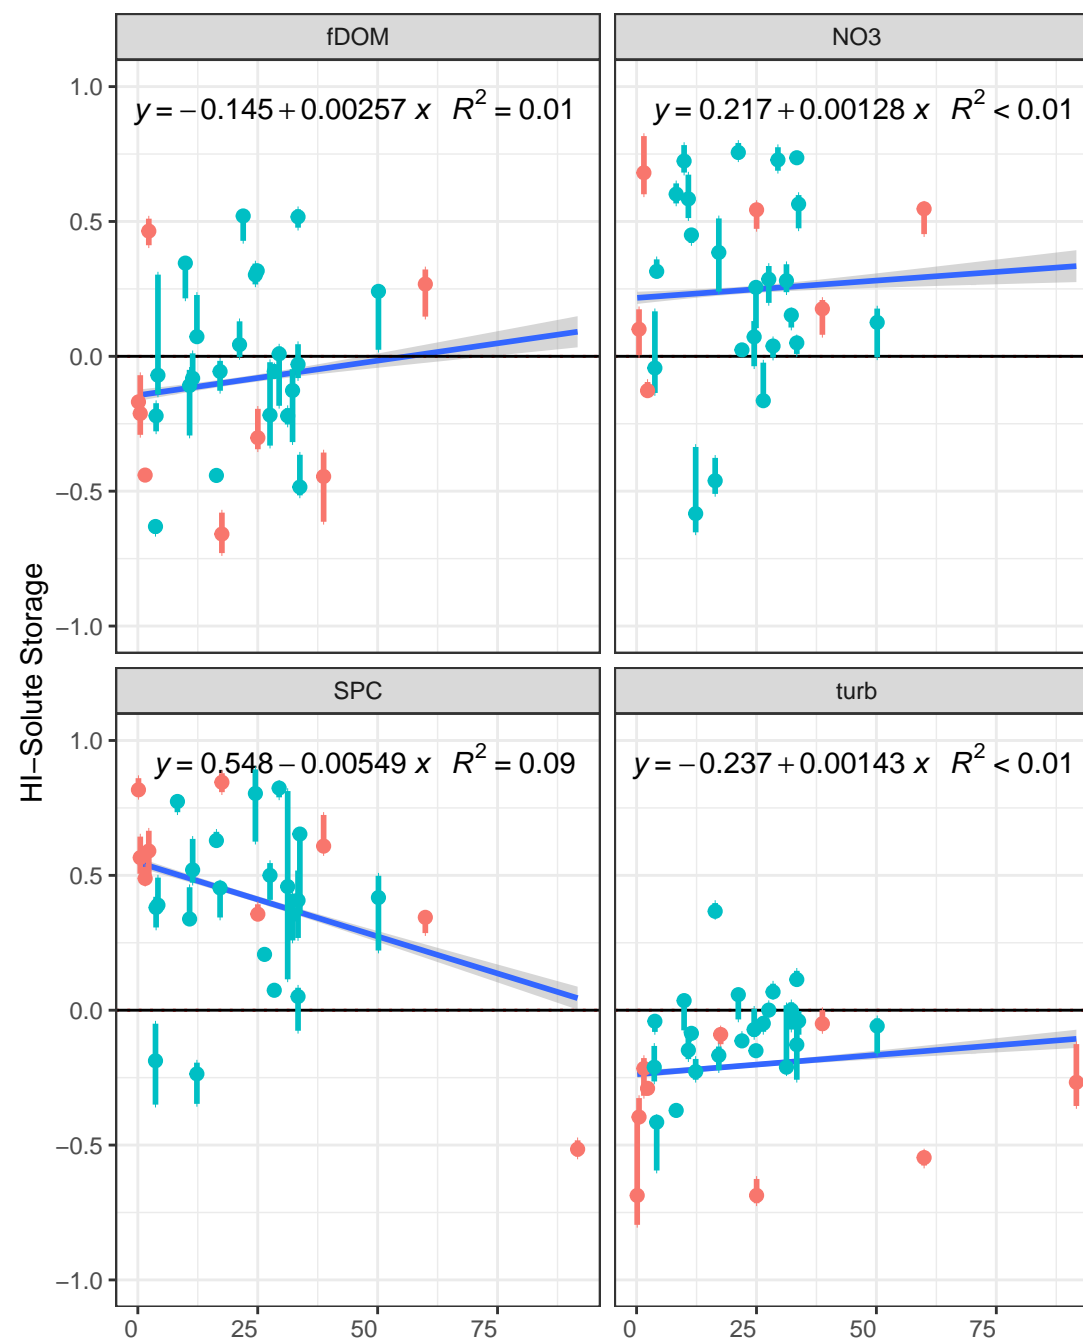 fDOM NO3
1.0
y = −0.145 + 0.00257 x R² = 0.01 y = 0.217 + 0.00128 x R² < 0.01
0.5
0.0
−0.5
−1.0
HI−Solute Storage
SPC turb
1.0
y = 0.548 − 0.00549 x R² = 0.09 y = −0.237 + 0.00143 x R² < 0.01
0.5
0.0
−0.5
−1.0
0 25 50 75 0 25 50 75